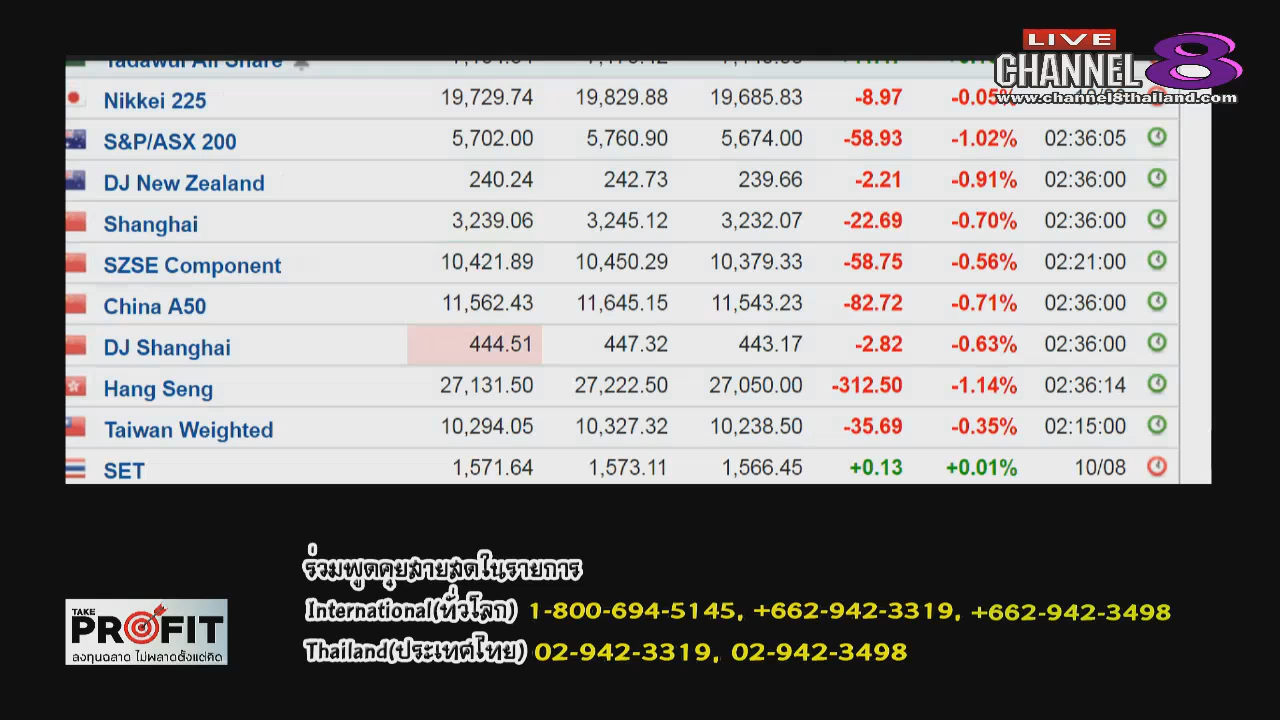 LIVE
CHANNEL 8
www.channel8thailand.com
Tadawul All Share
Nikkei 225 19,729.74 19,829.88 19,685.83 -8.97 -0.05%
S&P/ASX 200 5,702.00 5,760.90 5,674.00 -58.93 -1.02% 02:36:05
DJ New Zealand 240.24 242.73 239.66 -2.21 -0.91% 02:36:00
Shanghai 3,239.06 3,245.12 3,232.07 -22.69 -0.70% 02:36:00
SZSE Component 10,421.89 10,450.29 10,379.33 -58.75 -0.56% 02:21:00
China A50 11,562.43 11,645.15 11,543.23 -82.72 -0.71% 02:36:00
DJ Shanghai 444.51 447.32 443.17 -2.82 -0.63% 02:36:00
Hang Seng 27,131.50 27,222.50 27,050.00 -312.50 -1.14% 02:36:14
Taiwan Weighted 10,294.05 10,327.32 10,238.50 -35.69 -0.35% 02:15:00
SET 1,571.64 1,573.11 1,566.45 +0.13 +0.01% 10/08
ร่วมพูดคุยสายสดในรายการ
International(ทั่วโลก) 1-800-694-5145, +662-942-3319, +662-942-3498
Thailand(ประเทศไทย) 02-942-3319, 02-942-3498
TAKE
PROFIT
ลงทุนฉลาด ไม่พลาดตั้งแต่คิด